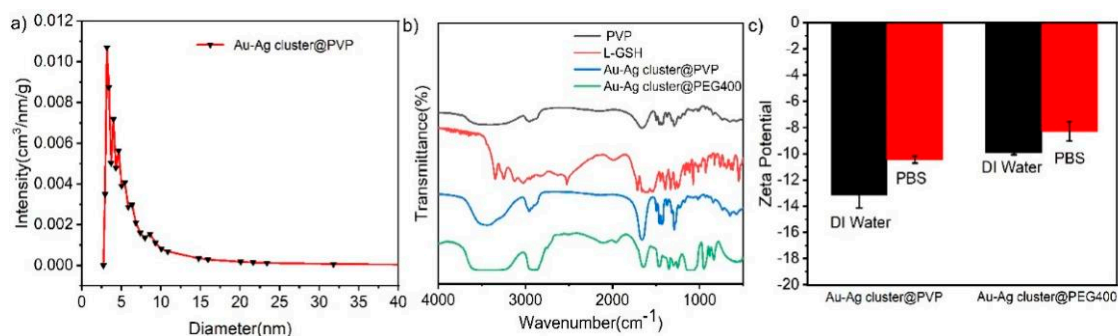 a)
Au-Ag cluster@PVP
Intensity(cm³/nm/g)
0.012
0.010
0.008
0.006
0.004
0.002
0.000
0 5 10 15 20 25 30 35 40
Diameter(nm)
b)
PVP
L-GSH
Au-Ag cluster@PVP
Au-Ag cluster@PEG400
Transmittance(%)
4000 3000 2000 1000
Wavenumber(cm⁻¹)
c)
Zeta Potential
0
-2
-4
-6
-8
-10
-12
-14
-16
-18
-20
DI Water
PBS
DI Water
PBS
Au-Ag cluster@PVP
Au-Ag cluster@PEG400